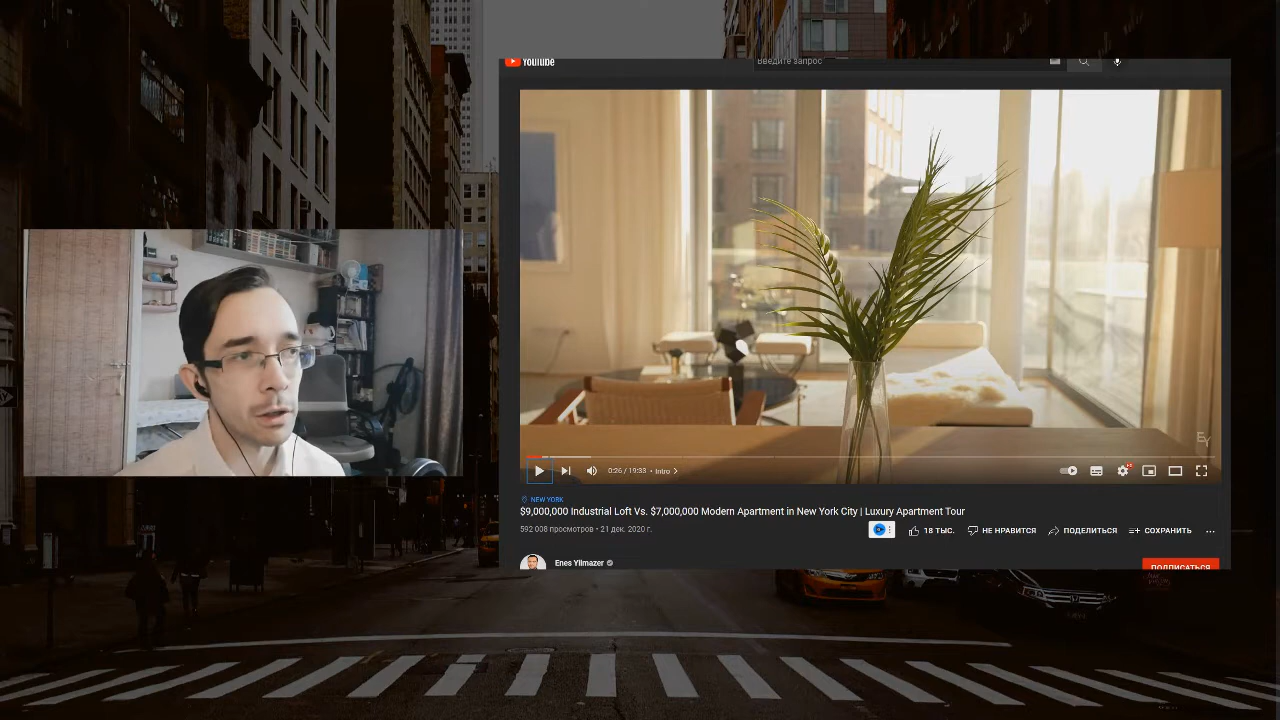 YouTube
Введите запрос
EY
0:26 / 19:33 • Intro
NEW YORK
$9,000,000 Industrial Loft Vs. $7,000,000 Modern Apartment in New York City | Luxury Apartment Tour
592 008 просмотров • 21 дек. 2020 г.
18 ТЫС.
НЕ НРАВИТСЯ
ПОДЕЛИТЬСЯ
СОХРАНИТЬ
Enes Yilmazer
ПОДПИСАТЬСЯ